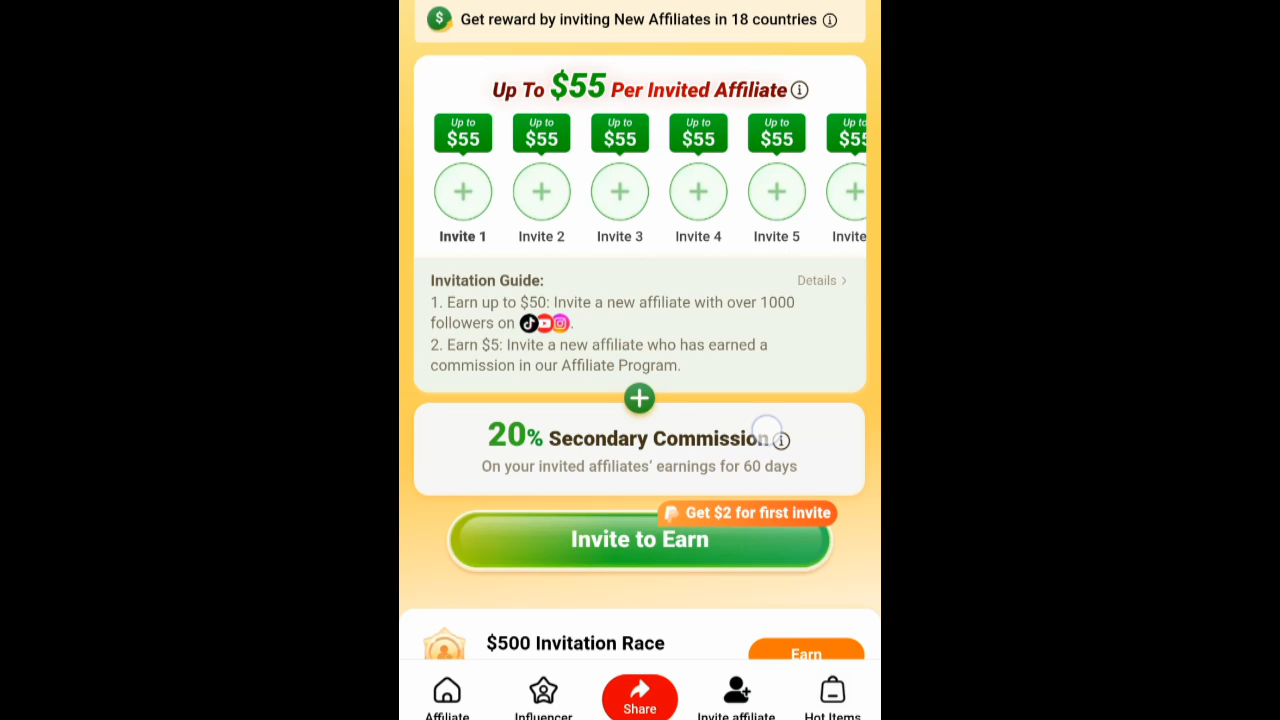 Get reward by inviting New Affiliates in 18 countries
Up To $55 Per Invited Affiliate
Up to Up to Up to Up to Up to Up to
$55 $55 $55 $55 $55 $55
Invite 1 Invite 2 Invite 3 Invite 4 Invite 5 Invite
Invitation Guide: Details >
1. Earn up to $50: Invite a new affiliate with over 1000
followers on .
2. Earn $5: Invite a new affiliate who has earned a
commission in our Affiliate Program.
20% Secondary Commission
On your invited affiliates’ earnings for 60 days
Get $2 for first invite
Invite to Earn
$500 Invitation Race
Earn
Affiliate Influencer Share Invite affiliate Hot Items